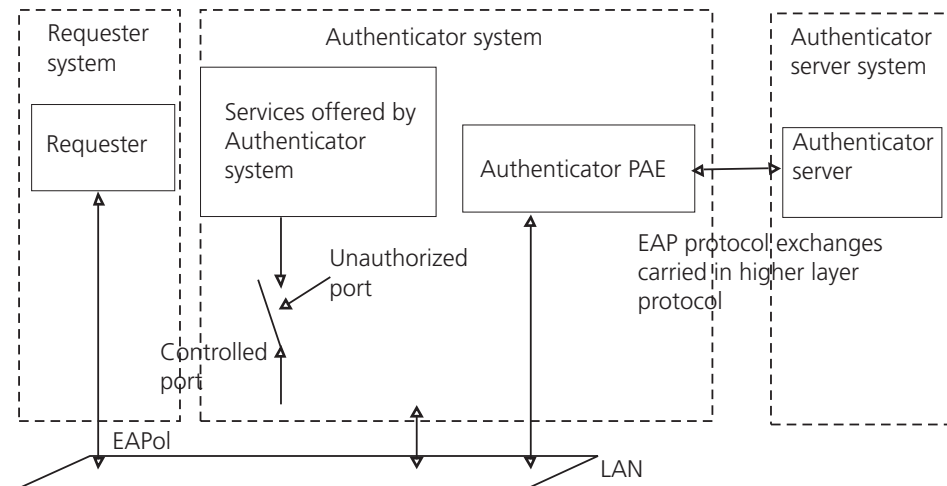 Requester
system
Authenticator system
Authenticator
server system
Services offered by
Authenticator
system
Requester
Authenticator PAE
Authenticator
server
Unauthorized
port
EAP protocol exchanges
carried in higher layer
protocol
Controlled
port
EAPol
LAN